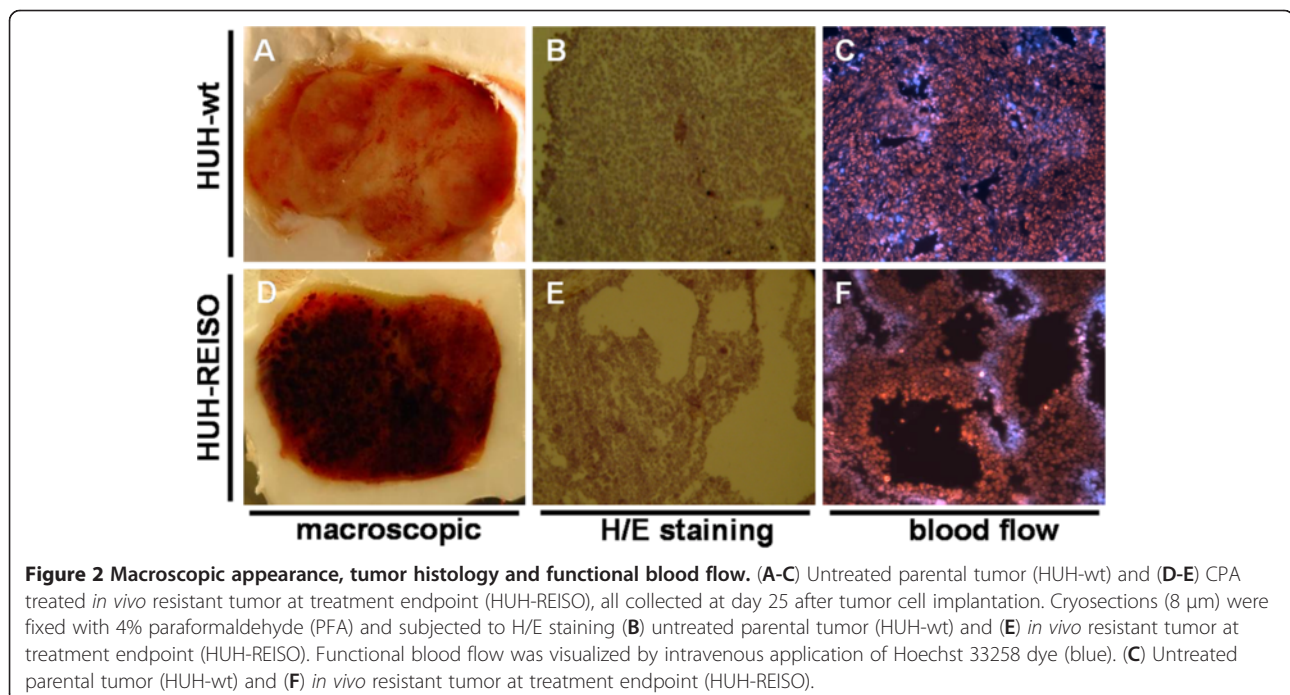 HUH-wt
A
B
C
HUH-REISO
D
E
F
macroscopic
H/E staining
blood flow
Figure 2 Macroscopic appearance, tumor histology and functional blood flow. (A-C) Untreated parental tumor (HUH-wt) and (D-E) CPA
treated in vivo resistant tumor at treatment endpoint (HUH-REISO), all collected at day 25 after tumor cell implantation. Cryosections (8 μm) were
fixed with 4% paraformaldehyde (PFA) and subjected to H/E staining (B) untreated parental tumor (HUH-wt) and (E) in vivo resistant tumor at
treatment endpoint (HUH-REISO). Functional blood flow was visualized by intravenous application of Hoechst 33258 dye (blue). (C) Untreated
parental tumor (HUH-wt) and (F) in vivo resistant tumor at treatment endpoint (HUH-REISO).